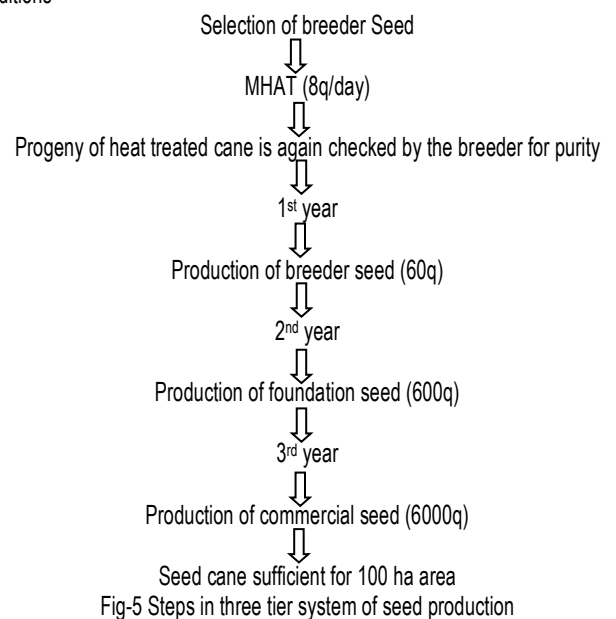 Selection of breeder Seed
MHAT (8q/day)
Progeny of heat treated cane is again checked by the breeder for purity
1st year
Production of breeder seed (60q)
2nd year
Production of foundation seed (600q)
3rd year
Production of commercial seed (6000q)
Seed cane sufficient for 100 ha area
Fig-5 Steps in three tier system of seed production